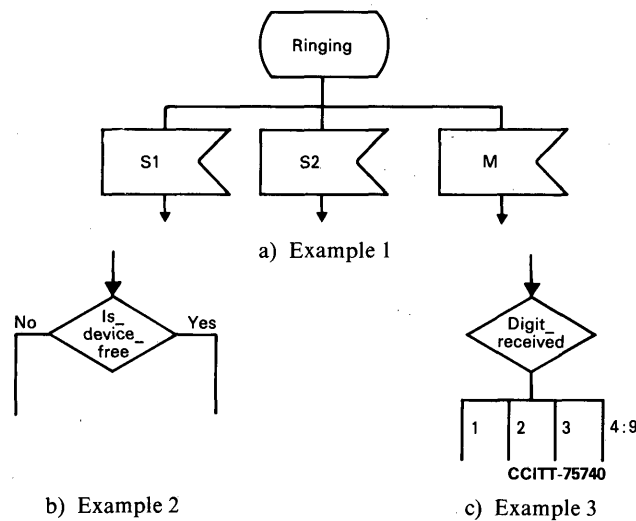 Ringing
S1 S2 M
a) Example 1
Is_
No device_ Yes
free
Digit_
received
1 2 3 4:9
CCITT-75740
b) Example 2 c) Example 3